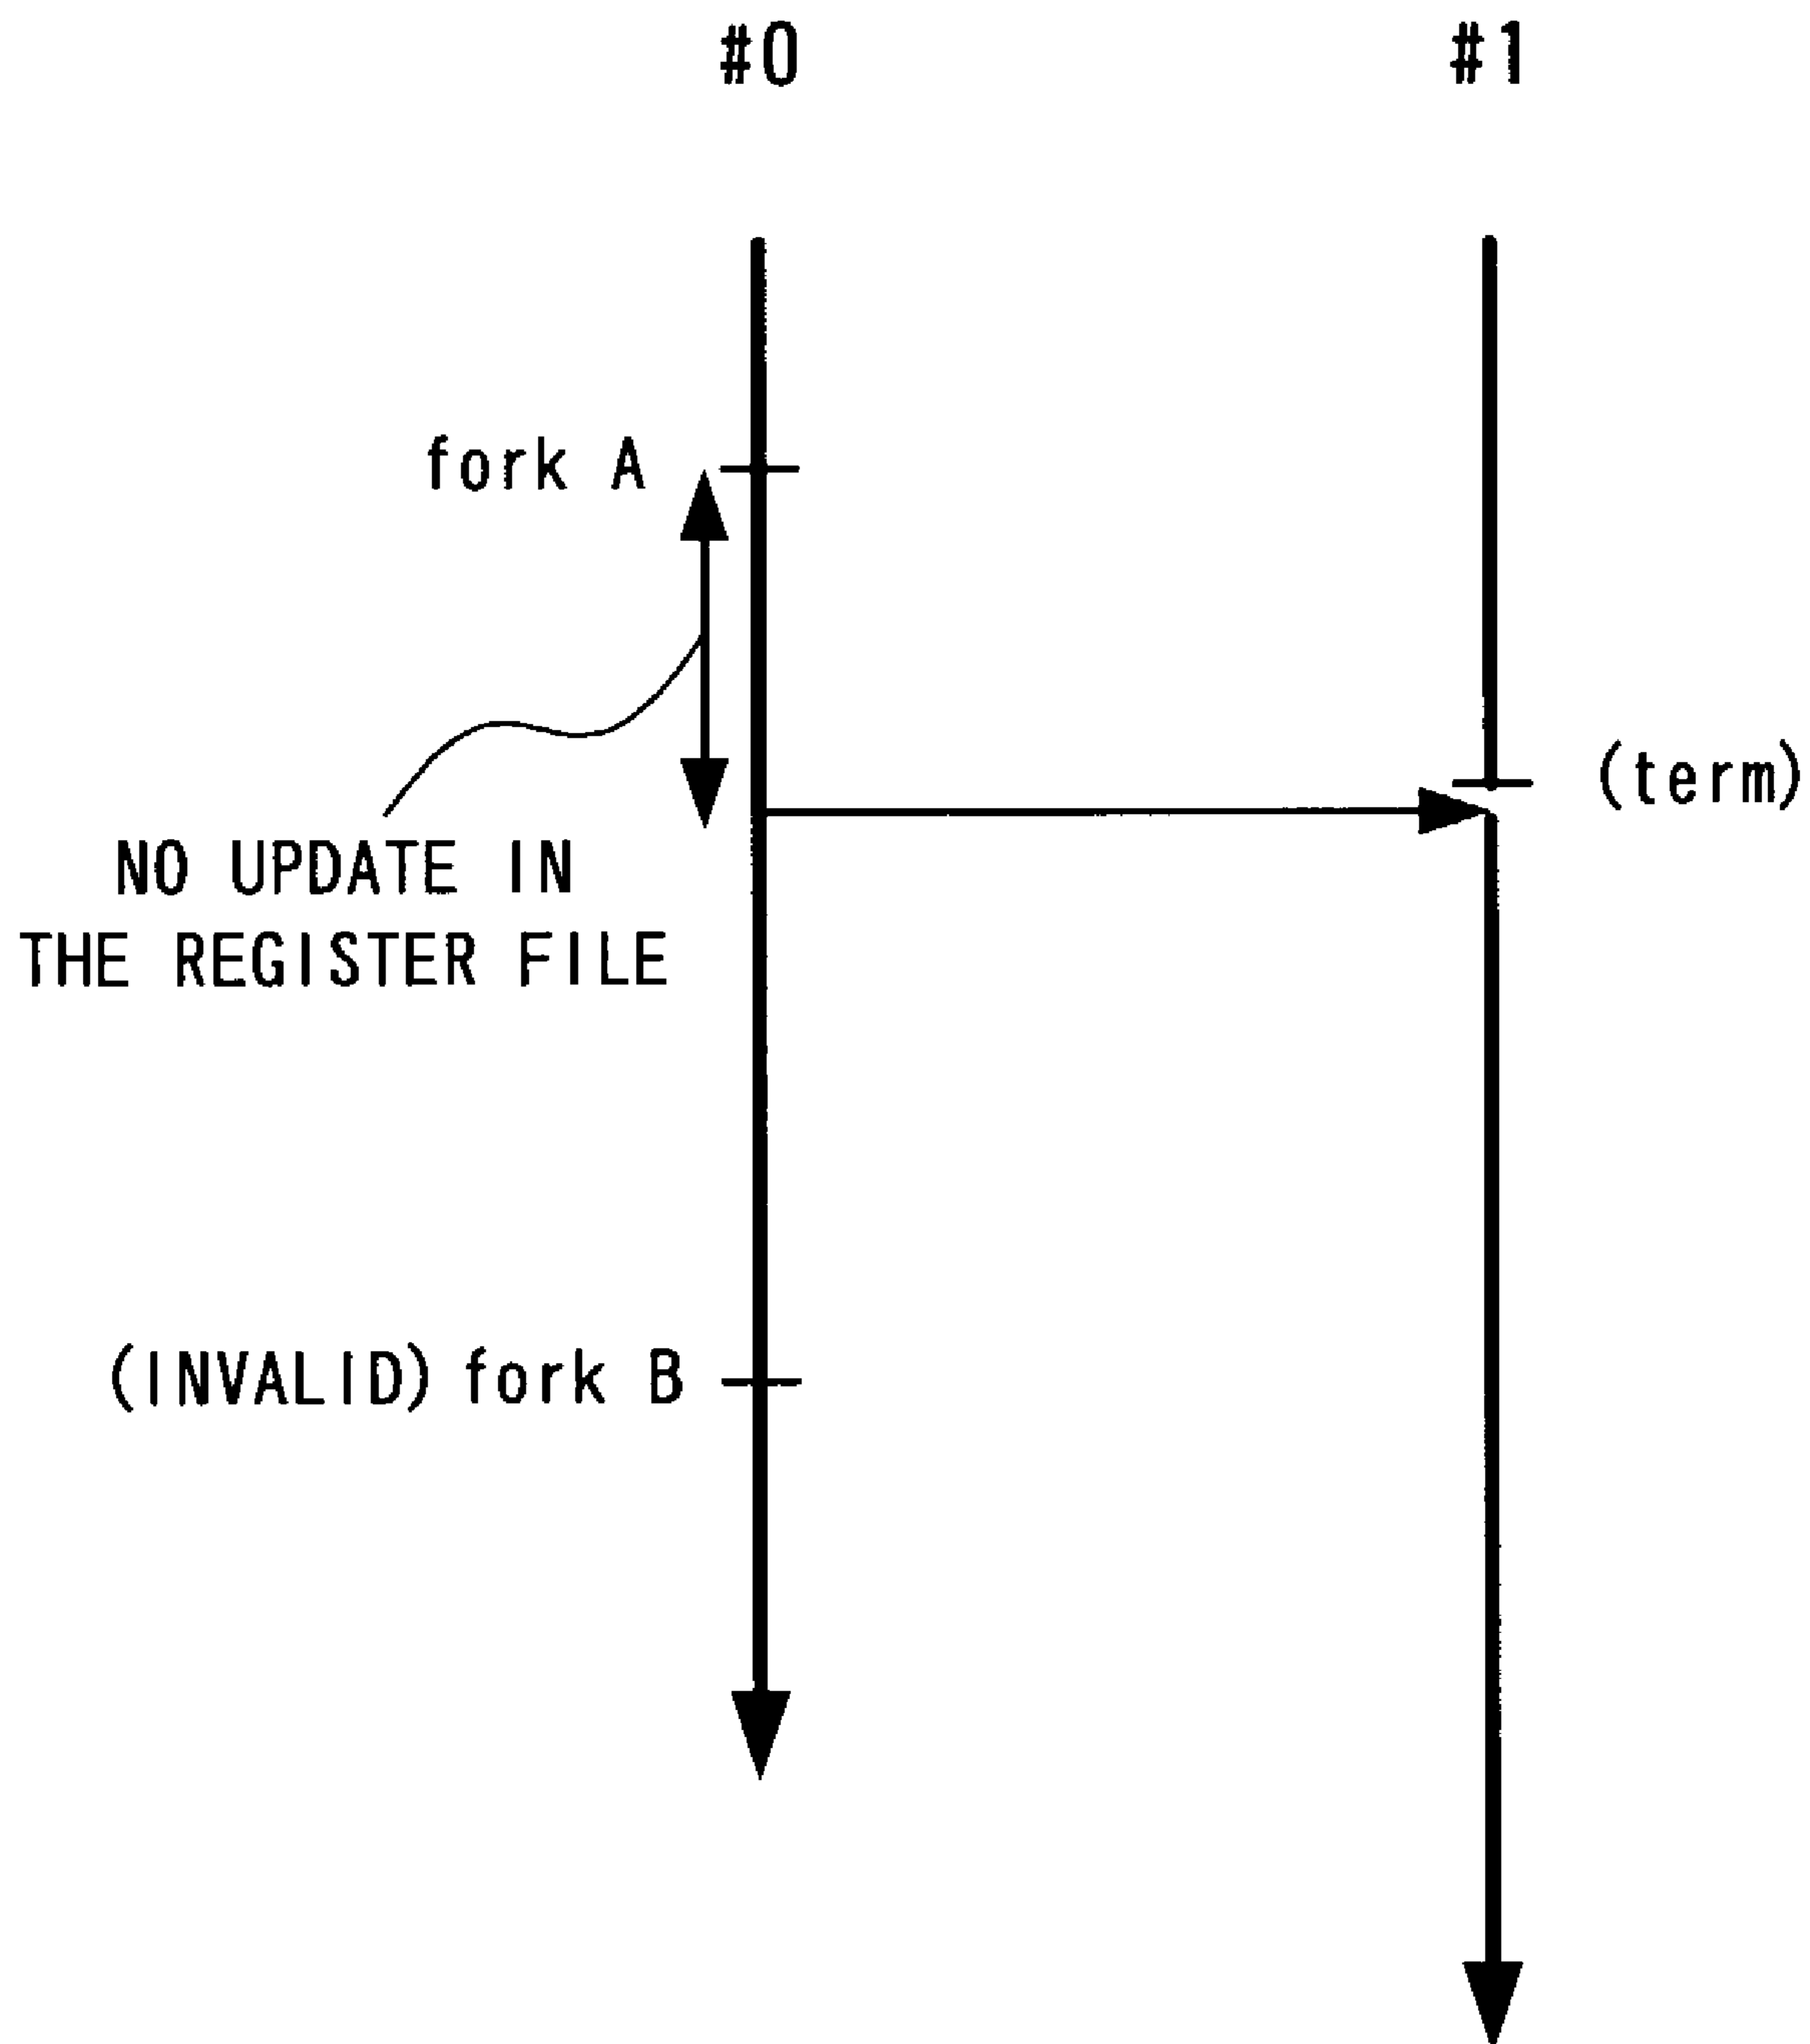 #0 #1
fork A
(term)
NO UPDATE IN
THE REGISTER FILE
(INVALID) fork B